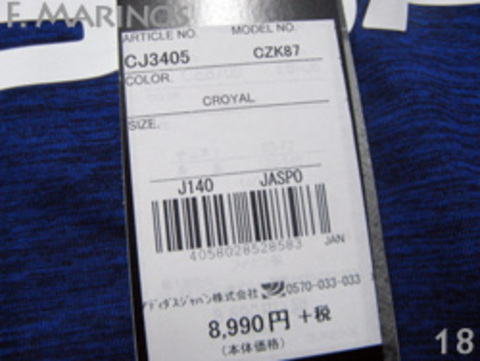 F. MARINOS
ARTICLE NO. MODEL NO.
CJ3405 CZK87
COLOR.
CROYAL
SIZE.
J140 JASPO
4058028528583 JAN
アディダスジャパン株式会社 0570-033-033
8,990円 +税
(本体価格)
18